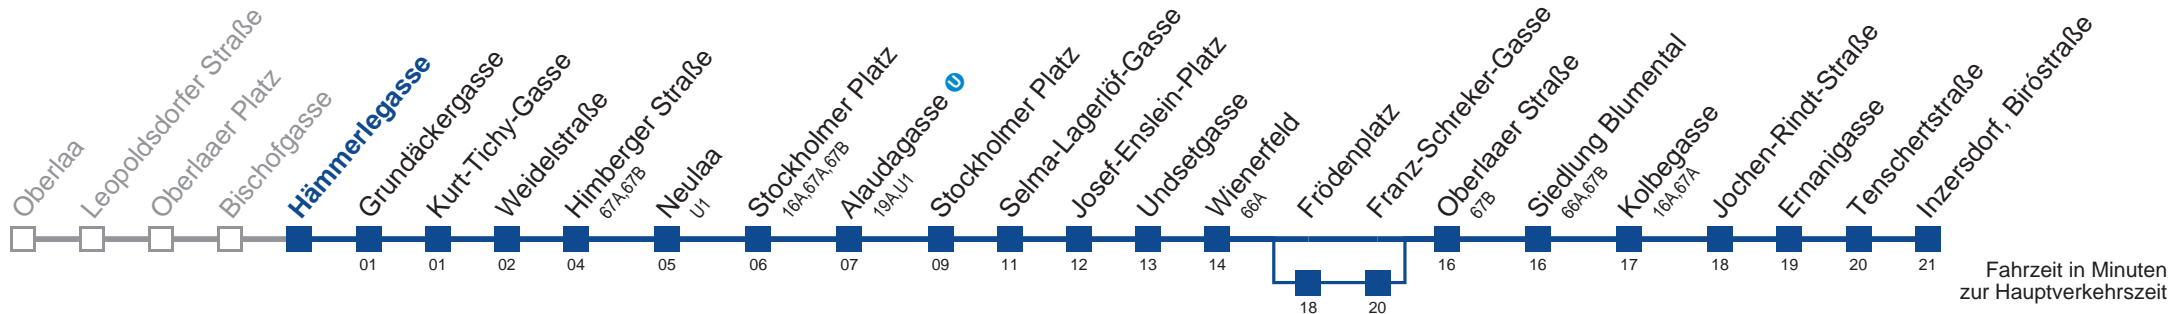 Oberlaa
Leopoldsdorfer Straße
Oberlaaer Platz
Bischofgasse
Hämmerlegasse
Grundäckergasse
Kurt-Tichy-Gasse
Weidelstraße
Himberger Straße
67A,67B
Neulaa
U1
Stockholmer Platz
16A,67A,67B
Alaudagasse U
19A,U1
Stockholmer Platz
Selma-Lagerlöf-Gasse
Josef-Enslein-Platz
Undsetgasse
Wienerfeld
66A
Frödenplatz
Franz-Schreker-Gasse
Oberlaaer Straße
67B
Siedlung Blumental
66A,67B
Kolbegasse
16A,67A
Jochen-Rindt-Straße
Ernanigasse
Tenschertstraße
Inzersdorf, Biróstraße
01 01 02 04 05 06 07 09 11 12 13 14 16 16 17 18 19 20 21
18 20
Fahrzeit in Minuten
zur Hauptverkehrszeit